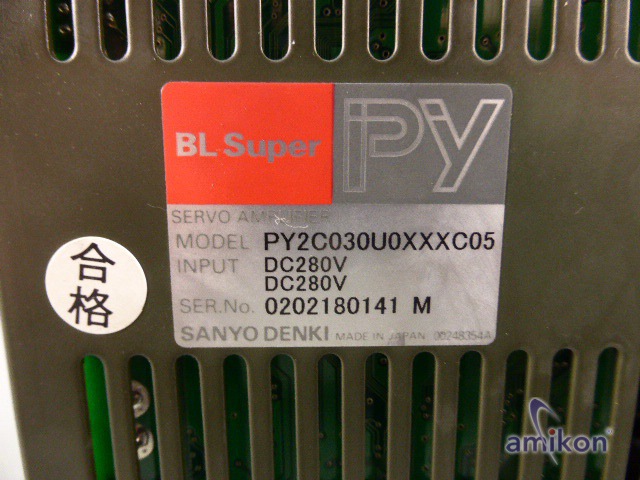 BL Super PY
SERVO AMPLIFIER
MODEL PY2C030U0XXXC05
INPUT DC280V
DC280V
SER.No. 0202180141 M
SANYO DENKI MADE IN JAPAN 00248354A
合格
amikon